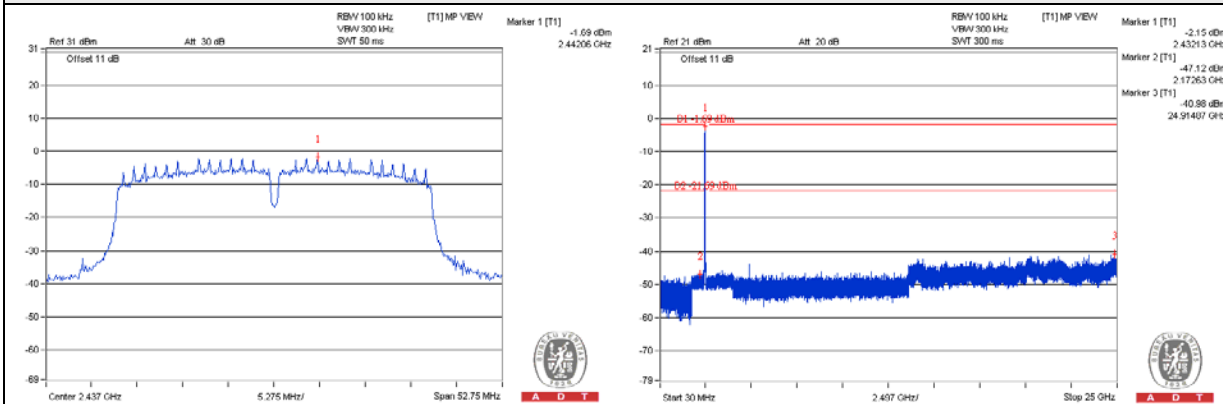 RBW 100 kHz
VBW 300 kHz
SWT 50 ms
[T1] MP VIEW
Marker 1 [T1]
-1.69 dBm
2.44206 GHz
Ref 31 dBm
Att 30 dB
Offset 11 dB
31
20
10
0
-10
-20
-30
-40
-50
-60
-69
1
Center 2.437 GHz
5.275 MHz/
Span 52.75 MHz
BUREAU VERITAS
1828
A D T
RBW 100 kHz
VBW 300 kHz
SWT 300 ms
[T1] MP VIEW
Marker 1 [T1]
-2.15 dBm
2.43213 GHz
Marker 2 [T1]
-47.12 dBm
2.17263 GHz
Marker 3 [T1]
-40.98 dBm
24.91487 GHz
Ref 21 dBm
Att 20 dB
Offset 11 dB
21
10
0
-10
-20
-30
-40
-50
-60
-70
-79
1
D1 -1.69 dBm
D2 -21.69 dBm
2
3
Start 30 MHz
2.497 GHz/
Stop 25 GHz
BUREAU VERITAS
1828
A D T